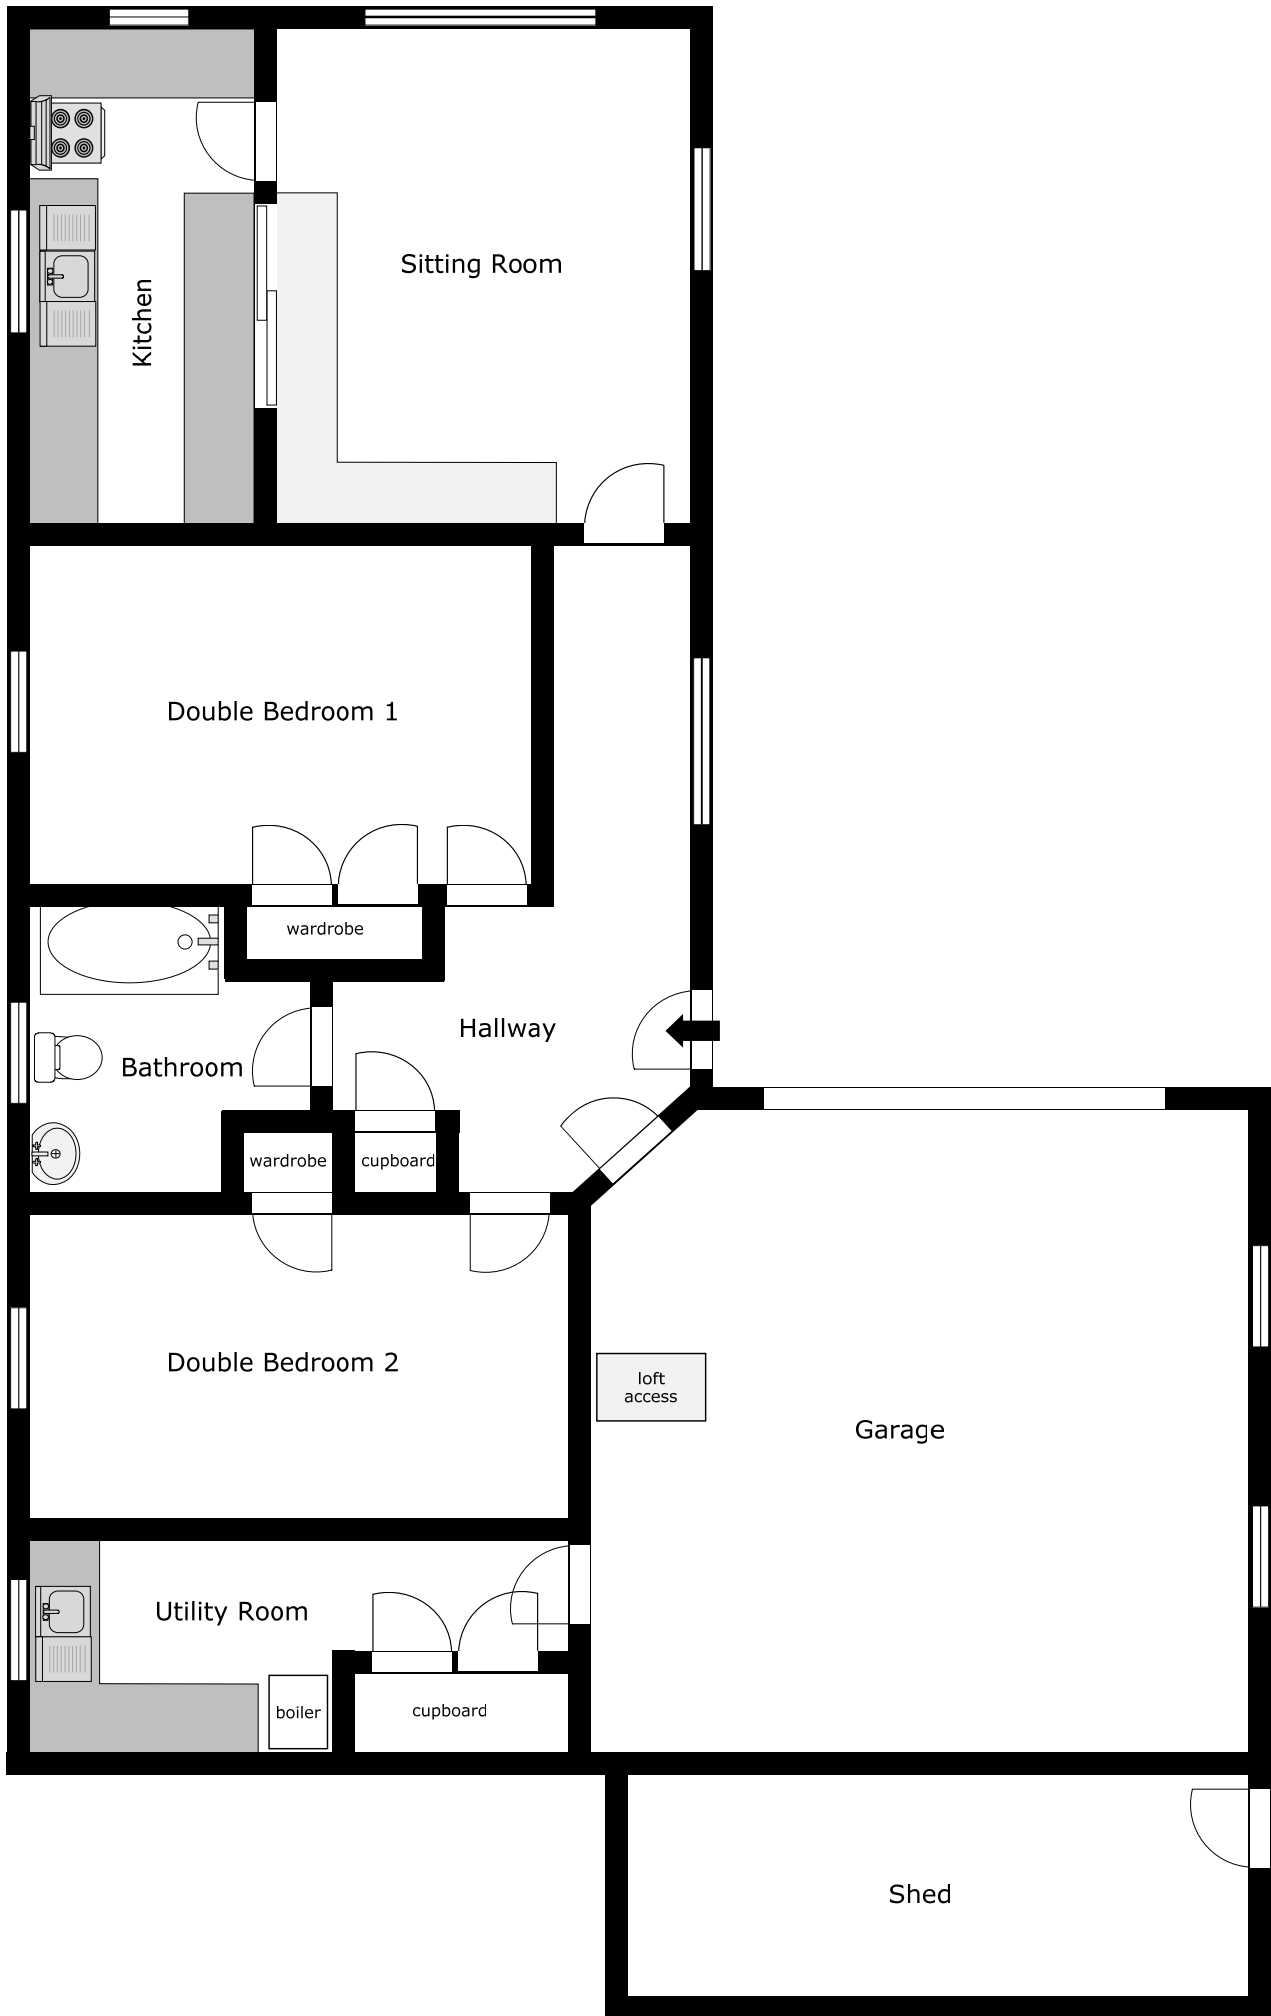 Sitting Room
Kitchen
Double Bedroom 1
wardrobe
Hallway
Bathroom
wardrobe
cupboard
Double Bedroom 2
loft
access
Garage
Utility Room
boiler
cupboard
Shed